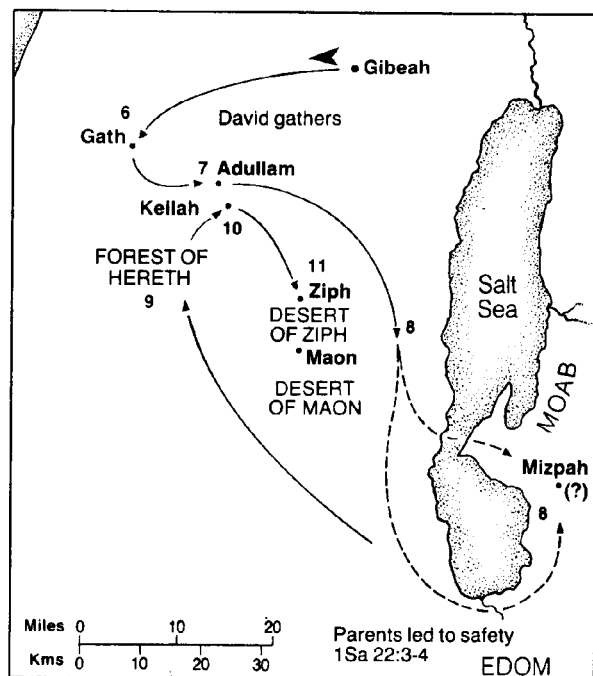 Gibeah
6
David gathers
Gath
7 Adullam
Keilah
10
FOREST OF
HERETH
9
11
Ziph
DESERT
OF ZIPH
Maon
DESERT
OF MAON
8
Salt
Sea
MOAB
Mizpah
(?)
8
Miles 0 10 20
Kms 0 10 20 30
Parents led to safety
1Sa 22:3-4
EDOM